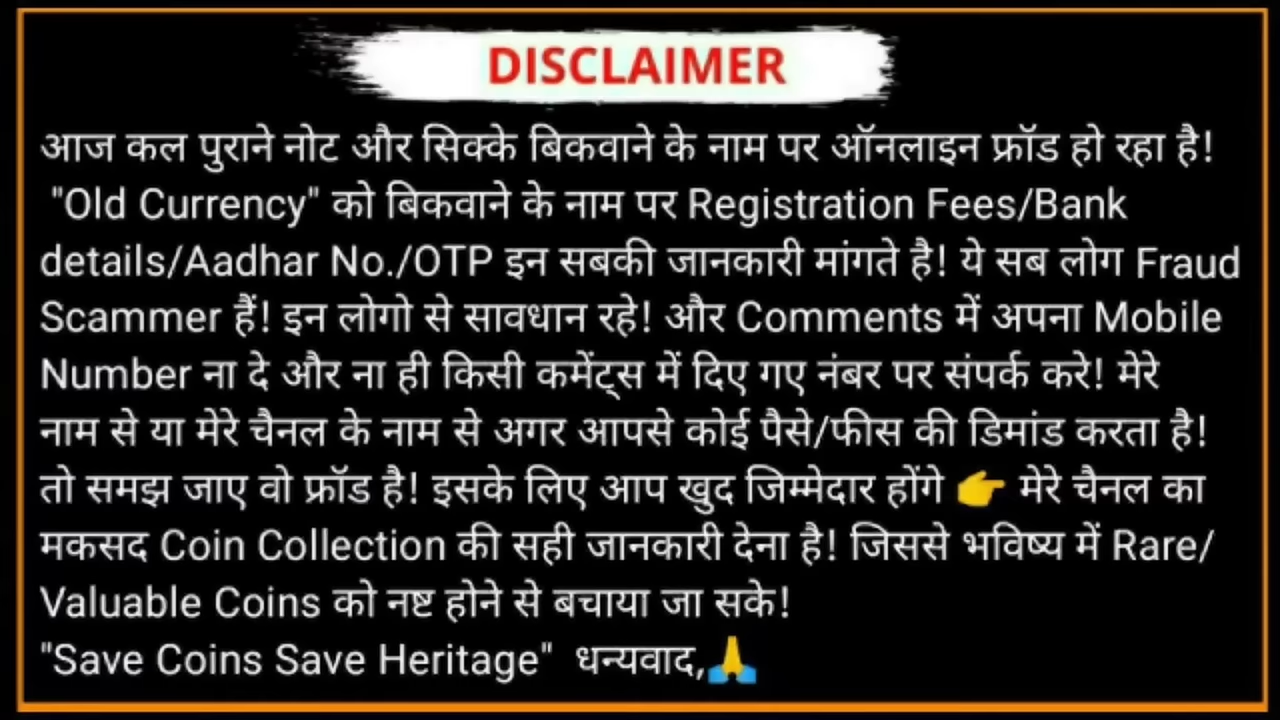 DISCLAIMER
आज कल पुराने नोट और सिक्के बिकवाने के नाम पर ऑनलाइन फ्रॉड हो रहा है!
"Old Currency" को बिकवाने के नाम पर Registration Fees/Bank
details/Aadhar No./OTP इन सबकी जानकारी मांगते है! ये सब लोग Fraud
Scammer हैं! इन लोगो से सावधान रहे! और Comments में अपना Mobile
Number ना दे और ना ही किसी कमेंट्स में दिए गए नंबर पर संपर्क करे! मेरे
नाम से या मेरे चैनल के नाम से अगर आपसे कोई पैसे/फीस की डिमांड करता है!
तो समझ जाए वो फ्रॉड है! इसके लिए आप खुद जिम्मेदार होंगे 👉 मेरे चैनल का
मकसद Coin Collection की सही जानकारी देना है! जिससे भविष्य में Rare/
Valuable Coins को नष्ट होने से बचाया जा सके!
"Save Coins Save Heritage" धन्यवाद,🙏